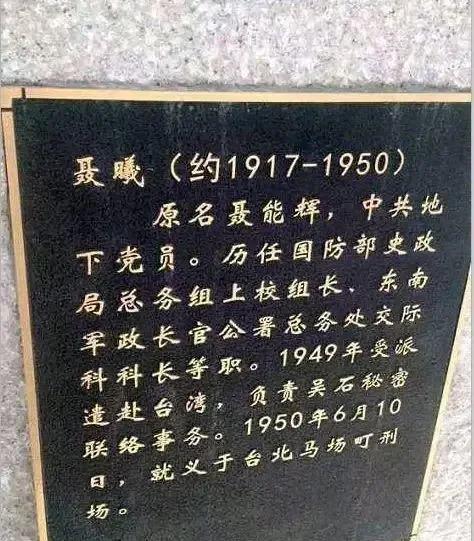 聂曦（约1917-1950）
原名聂能辉，中共地
下党员。历任国防部史政
局总务组上校组长、东南
军政长官公署总务处交际
科科长等职。1949年受派
遣赴台湾，负责吴石秘密
联络事务。1950年6月10
日，就义于台北马场町刑
场。